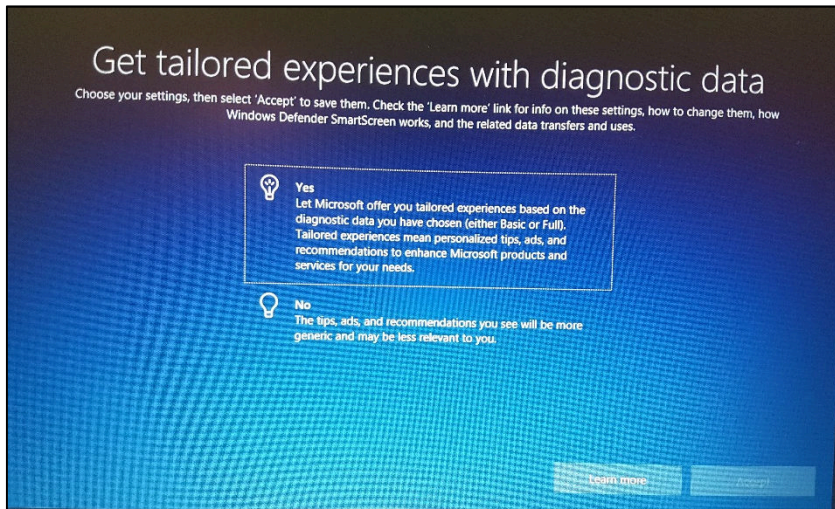 Get tailored experiences with diagnostic data
Choose your settings, then select 'Accept' to save them. Check the 'Learn more' link for info on these settings, how to change them, how
Windows Defender SmartScreen works, and the related data transfers and uses.
Yes
Let Microsoft offer you tailored experiences based on the
diagnostic data you have chosen (either Basic or Full).
Tailored experiences mean personalized tips, ads, and
recommendations to enhance Microsoft products and
services for your needs.
No
The tips, ads, and recommendations you see will be more
generic and may be less relevant to you.
Learn more
Accept